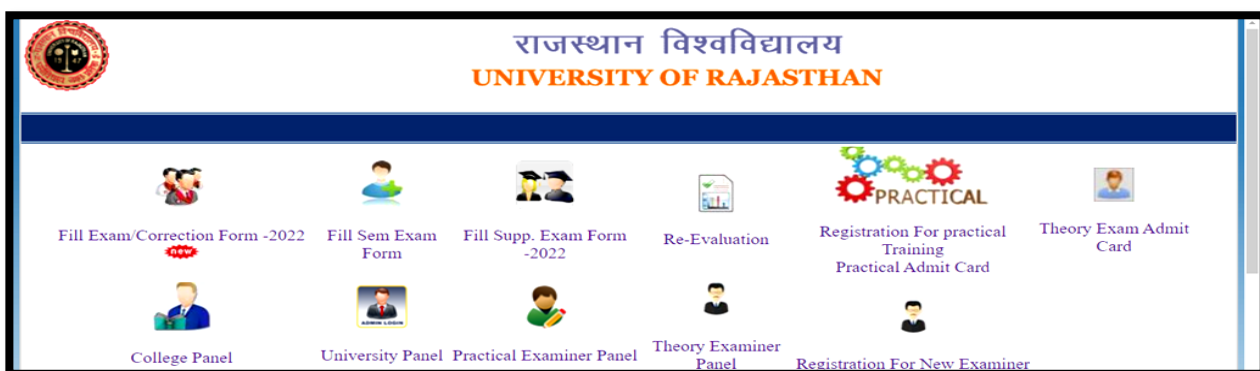 राजस्थान विश्वविद्यालय
UNIVERSITY OF RAJASTHAN
PRACTICAL
Fill Exam/Correction Form -2022
new
Fill Sem Exam
Form
Fill Supp. Exam Form
-2022
Re-Evaluation
Registration For practical
Training
Practical Admit Card
Theory Exam Admit
Card
ADMIN LOGIN
College Panel
University Panel
Practical Examiner Panel
Theory Examiner
Panel
Registration For New Examiner